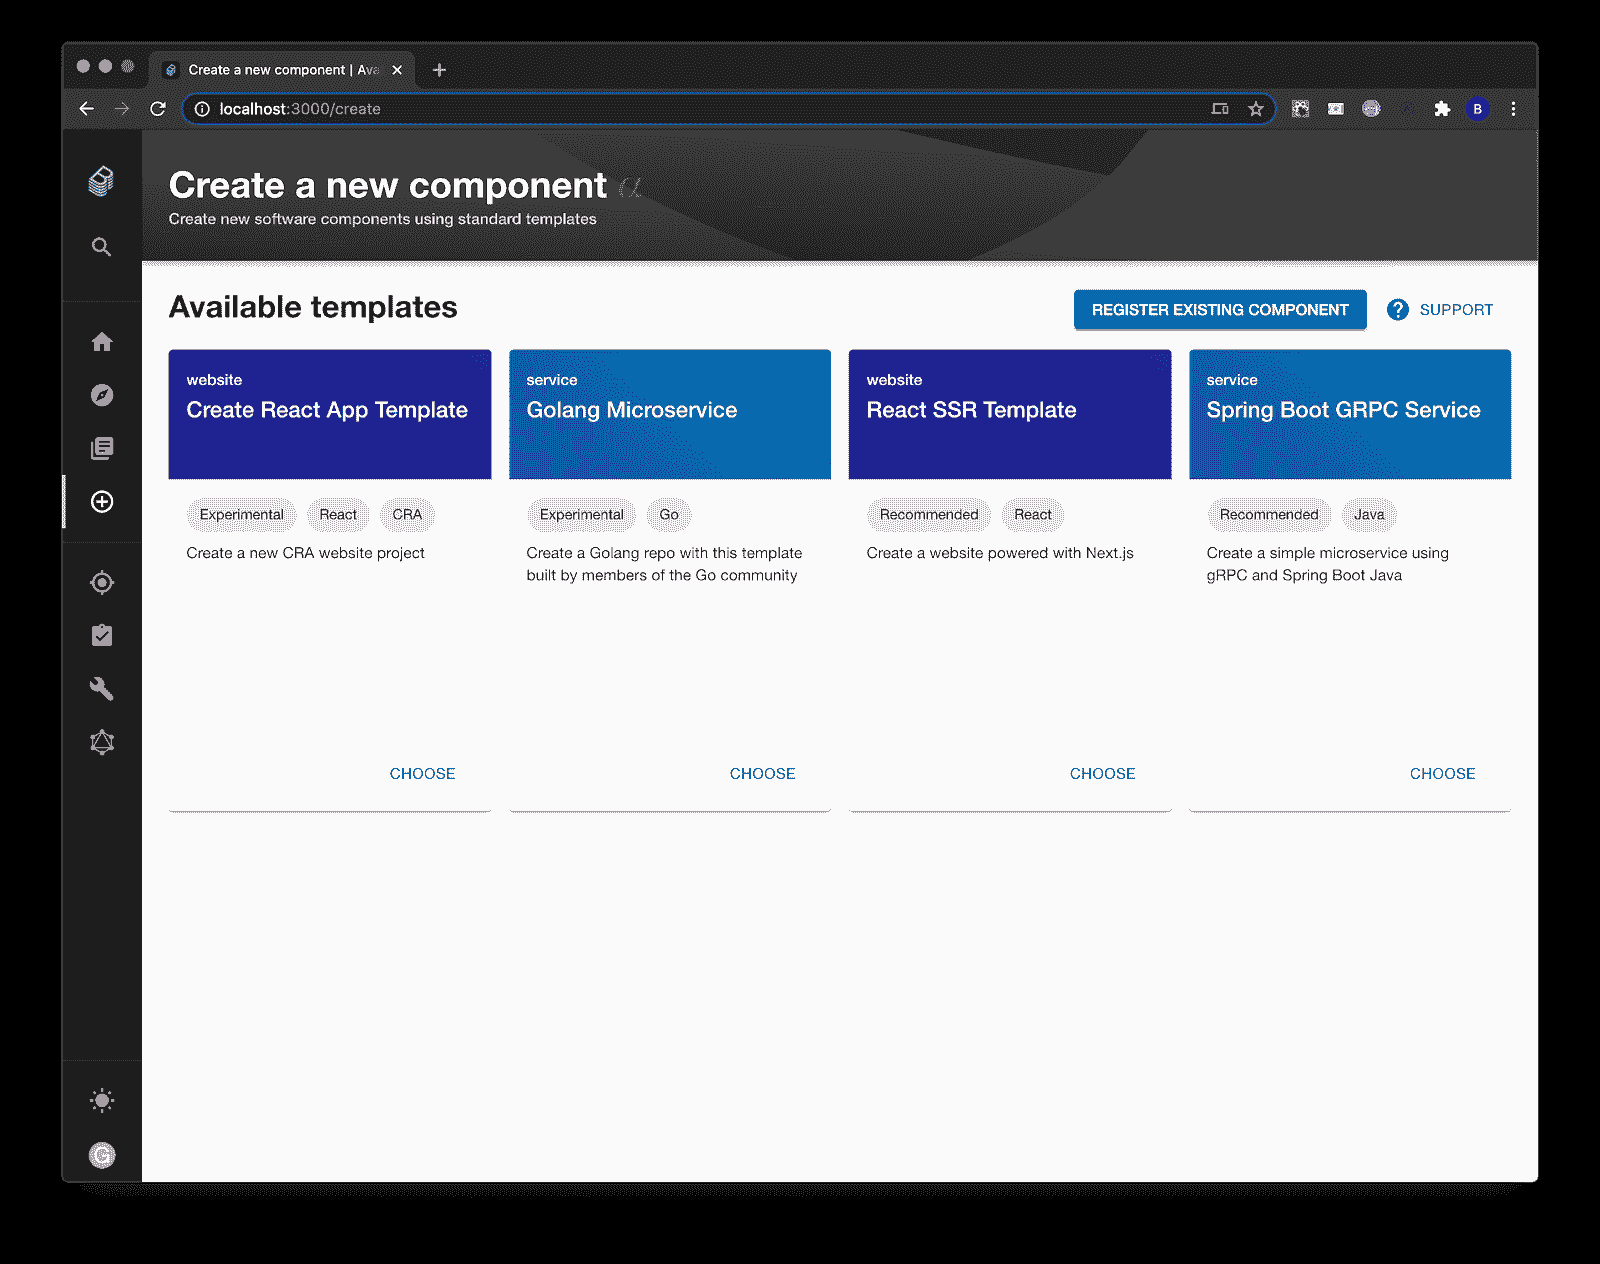 Create a new component | Ava
localhost:3000/create
B
Create a new component α
Create new software components using standard templates
Available templates
REGISTER EXISTING COMPONENT
? SUPPORT
website
Create React App Template
Experimental React CRA
Create a new CRA website project
CHOOSE
service
Golang Microservice
Experimental Go
Create a Golang repo with this template
built by members of the Go community
CHOOSE
website
React SSR Template
Recommended React
Create a website powered with Next.js
CHOOSE
service
Spring Boot GRPC Service
Recommended Java
Create a simple microservice using
gRPC and Spring Boot Java
CHOOSE
G